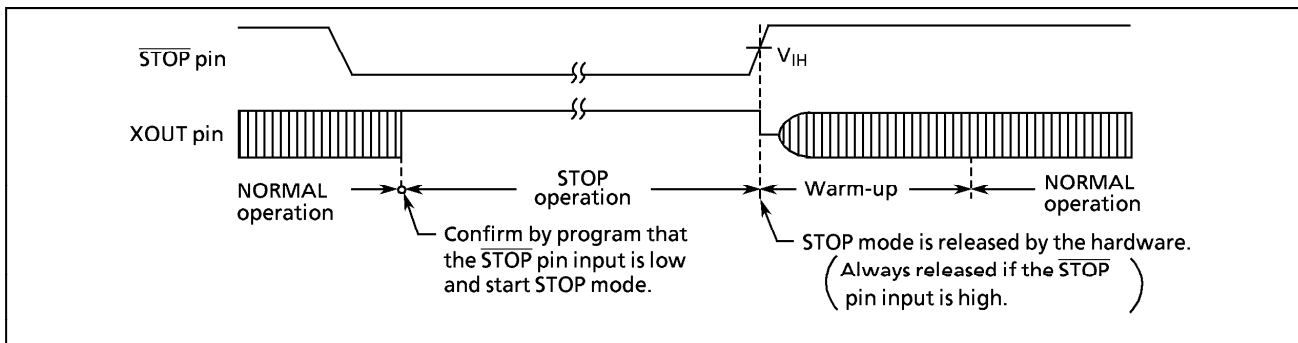 STOP pin
VIH
XOUT pin
NORMAL
operation
STOP
operation
Warm-up
NORMAL
operation
Confirm by program that
the STOP pin input is low
and start STOP mode.
STOP mode is released by the hardware.
(Always released if the STOP
pin input is high.)